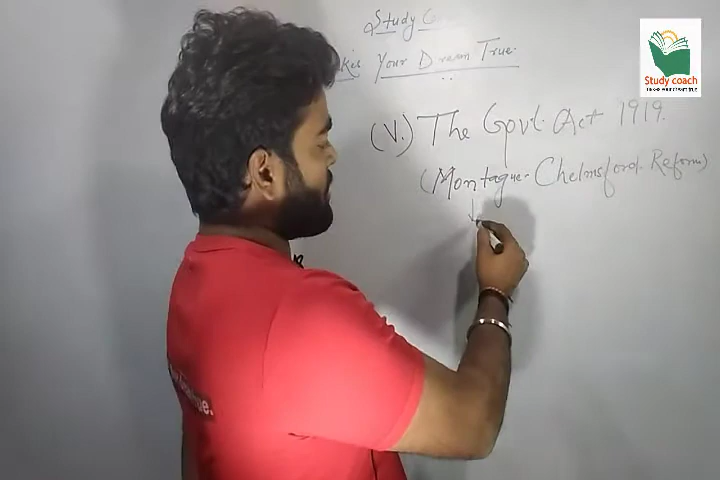 Study
Your Dream True.
Study coach
(V.) The Govt. Act 1919.
(Montague- Chelmsford. Reform)